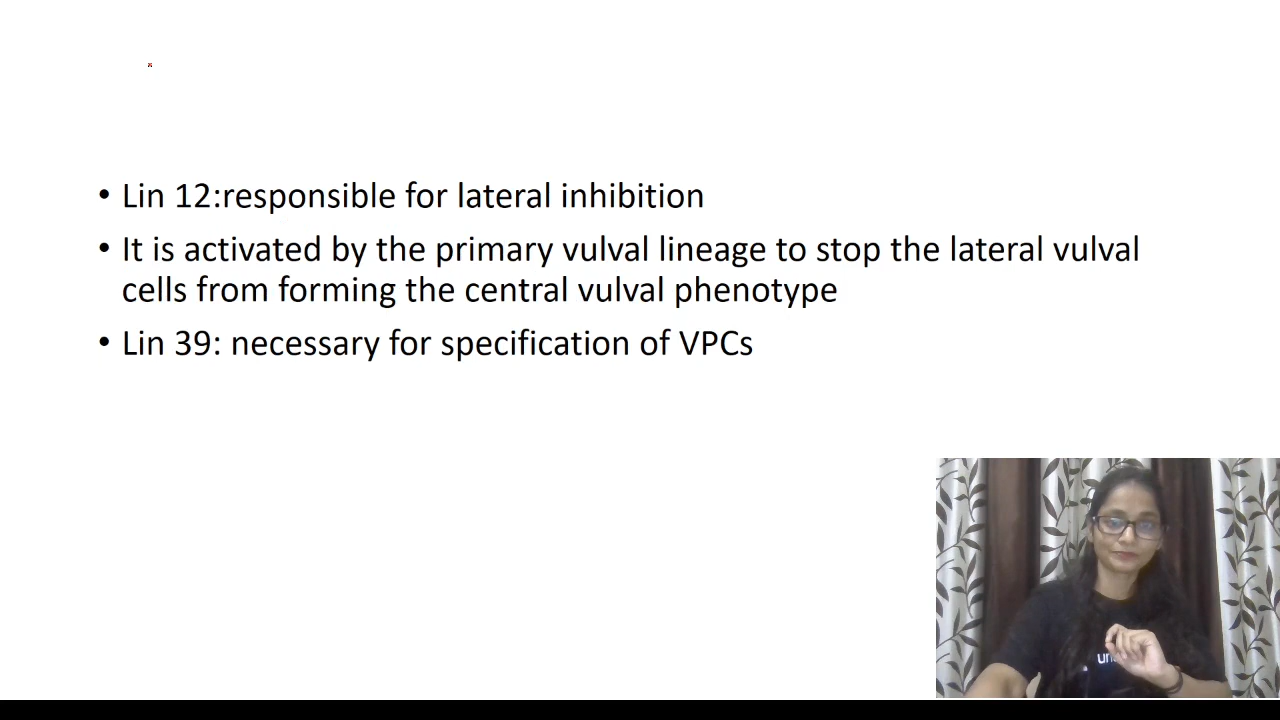 • Lin 12:responsible for lateral inhibition
• It is activated by the primary vulval lineage to stop the lateral vulval
cells from forming the central vulval phenotype
• Lin 39: necessary for specification of VPCs